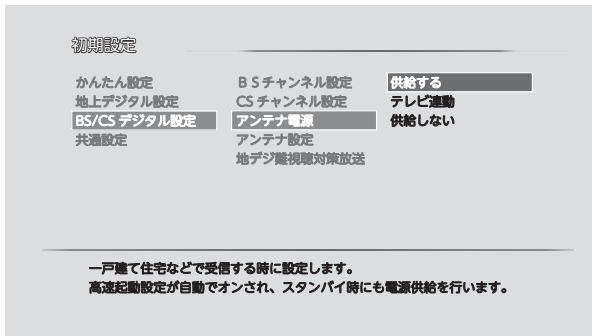 初期設定
かんたん設定
地上デジタル設定
BS/CS デジタル設定
共通設定
ＢＳチャンネル設定
CS チャンネル設定
アンテナ電源
アンテナ設定
地デジ難視聴対策放送
供給する
テレビ連動
供給しない
一戸建て住宅などで受信する時に設定します。
高速起動設定が自動でオンされ、スタンバイ時にも電源供給を行います。